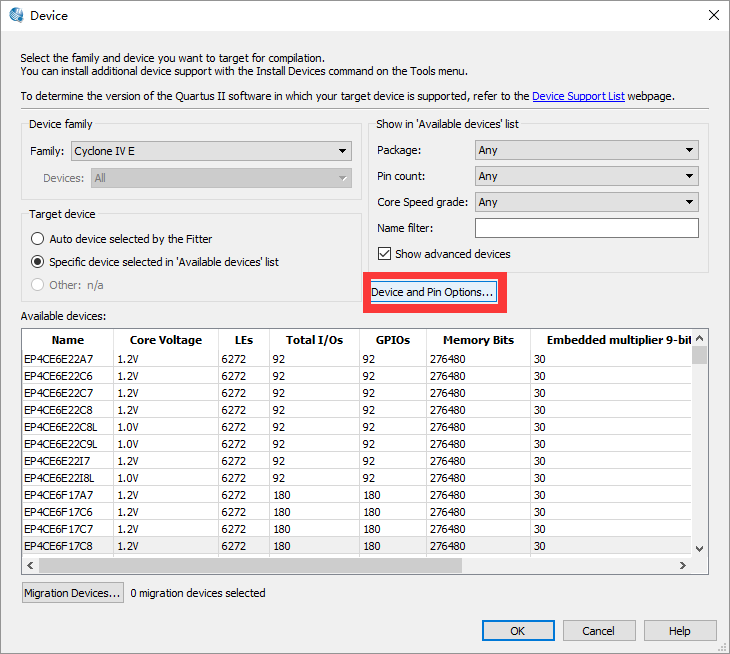 Device
Select the family and device you want to target for compilation.
You can install additional device support with the Install Devices command on the Tools menu.
To determine the version of the Quartus II software in which your target device is supported, refer to the Device Support List webpage.
Device family
Family: Cyclone IV E
Devices: All
Target device
Auto device selected by the Fitter
Specific device selected in 'Available devices' list
Other: n/a
Show in 'Available devices' list
Package: Any
Pin count: Any
Core Speed grade: Any
Name filter:
Show advanced devices
Device and Pin Options...
Available devices:
Name Core Voltage LEs Total I/Os GPIOs Memory Bits Embedded multiplier 9-bit
EP4CE6E22A7 1.2V 6272 92 92 276480 30
EP4CE6E22C6 1.2V 6272 92 92 276480 30
EP4CE6E22C7 1.2V 6272 92 92 276480 30
EP4CE6E22C8 1.2V 6272 92 92 276480 30
EP4CE6E22C8L 1.0V 6272 92 92 276480 30
EP4CE6E22C9L 1.0V 6272 92 92 276480 30
EP4CE6E22I7 1.2V 6272 92 92 276480 30
EP4CE6E22I8L 1.0V 6272 92 92 276480 30
EP4CE6F17A7 1.2V 6272 180 180 276480 30
EP4CE6F17C6 1.2V 6272 180 180 276480 30
EP4CE6F17C7 1.2V 6272 180 180 276480 30
EP4CE6F17C8 1.2V 6272 180 180 276480 30
Migration Devices... 0 migration devices selected
OK Cancel Help